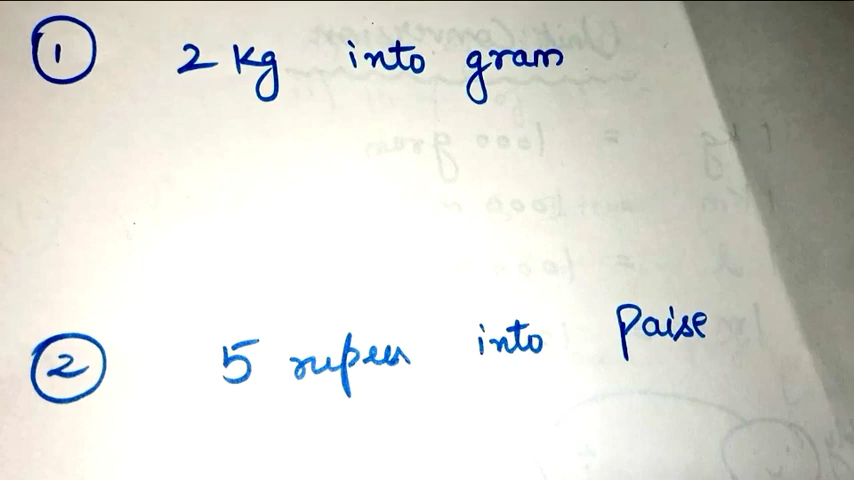 ① 2 kg into gram
② 5 rupees into Paise